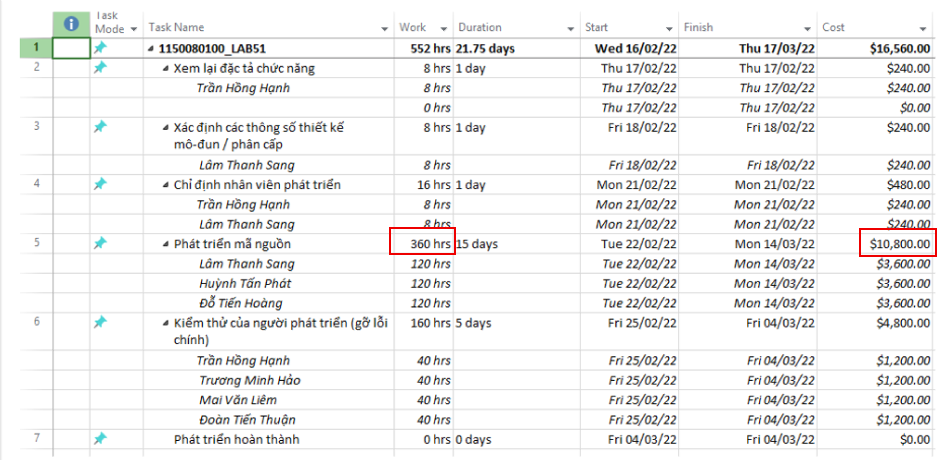 Task Mode Task Name Work Duration Start Finish Cost
1 1150080100_LAB51 552 hrs 21.75 days Wed 16/02/22 Thu 17/03/22 $16,560.00
2 Xem lại đặc tả chức năng 8 hrs 1 day Thu 17/02/22 Thu 17/02/22 $240.00
Trần Hồng Hạnh 8 hrs Thu 17/02/22 Thu 17/02/22 $240.00
0 hrs Thu 17/02/22 Thu 17/02/22 $0.00
3 Xác định các thông số thiết kế 8 hrs 1 day Fri 18/02/22 Fri 18/02/22 $240.00
mô-đun / phân cấp
Lâm Thanh Sang 8 hrs Fri 18/02/22 Fri 18/02/22 $240.00
4 Chỉ định nhân viên phát triển 16 hrs 1 day Mon 21/02/22 Mon 21/02/22 $480.00
Trần Hồng Hạnh 8 hrs Mon 21/02/22 Mon 21/02/22 $240.00
Lâm Thanh Sang 8 hrs Mon 21/02/22 Mon 21/02/22 $240.00
5 Phát triển mã nguồn 360 hrs 15 days Tue 22/02/22 Mon 14/03/22 $10,800.00
Lâm Thanh Sang 120 hrs Tue 22/02/22 Mon 14/03/22 $3,600.00
Huỳnh Tấn Phát 120 hrs Tue 22/02/22 Mon 14/03/22 $3,600.00
Đỗ Tiến Hoàng 120 hrs Tue 22/02/22 Mon 14/03/22 $3,600.00
6 Kiểm thử của người phát triển (gỡ lỗi 160 hrs 5 days Fri 25/02/22 Fri 04/03/22 $4,800.00
chính)
Trần Hồng Hạnh 40 hrs Fri 25/02/22 Fri 04/03/22 $1,200.00
Trương Minh Hảo 40 hrs Fri 25/02/22 Fri 04/03/22 $1,200.00
Mai Văn Liêm 40 hrs Fri 25/02/22 Fri 04/03/22 $1,200.00
Đoàn Tiến Thuận 40 hrs Fri 25/02/22 Fri 04/03/22 $1,200.00
7 Phát triển hoàn thành 0 hrs 0 days Fri 04/03/22 Fri 04/03/22 $0.00